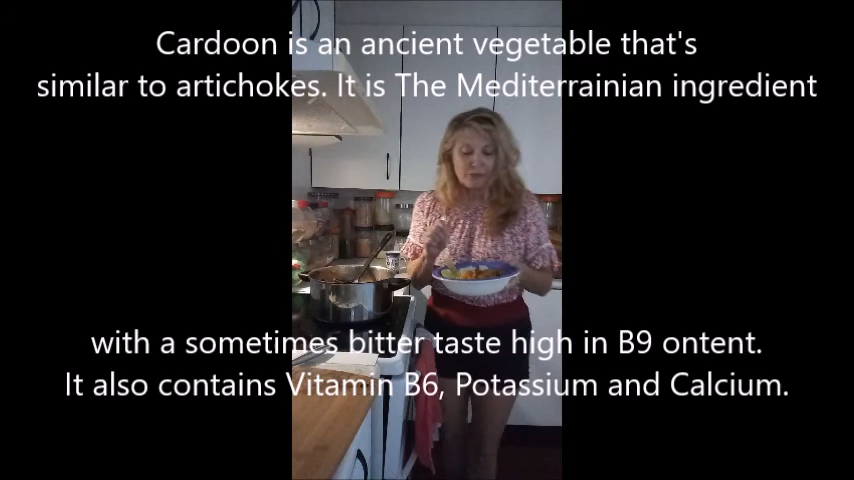 Cardoon is an ancient vegetable that's
similar to artichokes. It is The Mediterrainian ingredient
with a sometimes bitter taste high in B9 ontent.
It also contains Vitamin B6, Potassium and Calcium.